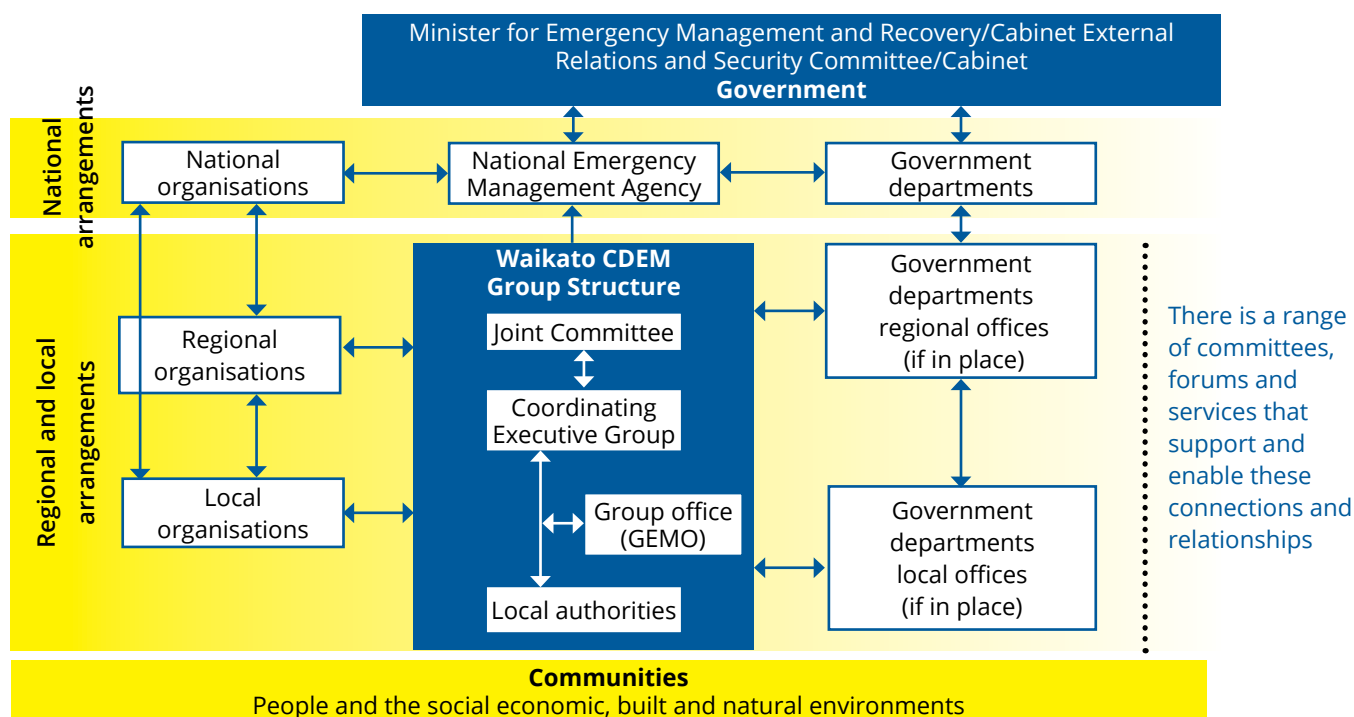 Minister for Emergency Management and Recovery/Cabinet External
Relations and Security Committee/Cabinet
Government
National
arrangements
National
organisations
National Emergency
Management Agency
Government
departments
Regional and local
arrangements
Regional
organisations
Local
organisations
Waikato CDEM
Group Structure
Joint Committee
Coordinating
Executive Group
Group office
(GEMO)
Local authorities
Government
departments
regional offices
(if in place)
Government
departments
local offices
(if in place)
There is a range
of committees,
forums and
services that
support and
enable these
connections and
relationships
Communities
People and the social economic, built and natural environments